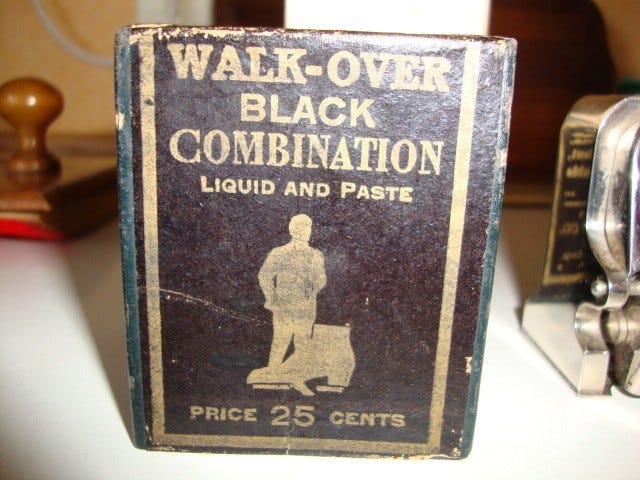 WALK-OVER
BLACK
COMBINATION
LIQUID AND PASTE
PRICE 25 CENTS